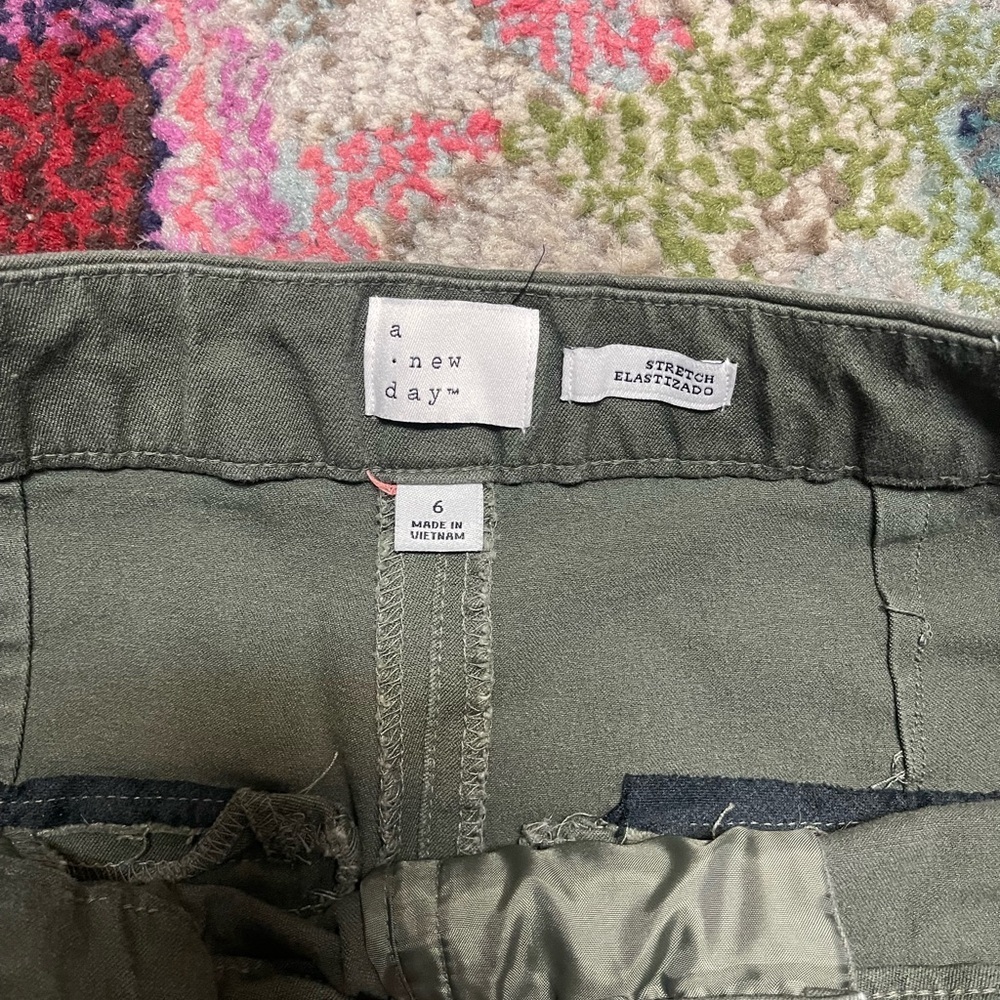 a
· new
day™
STRETCH
ELASTIZADO
6
MADE IN
VIETNAM